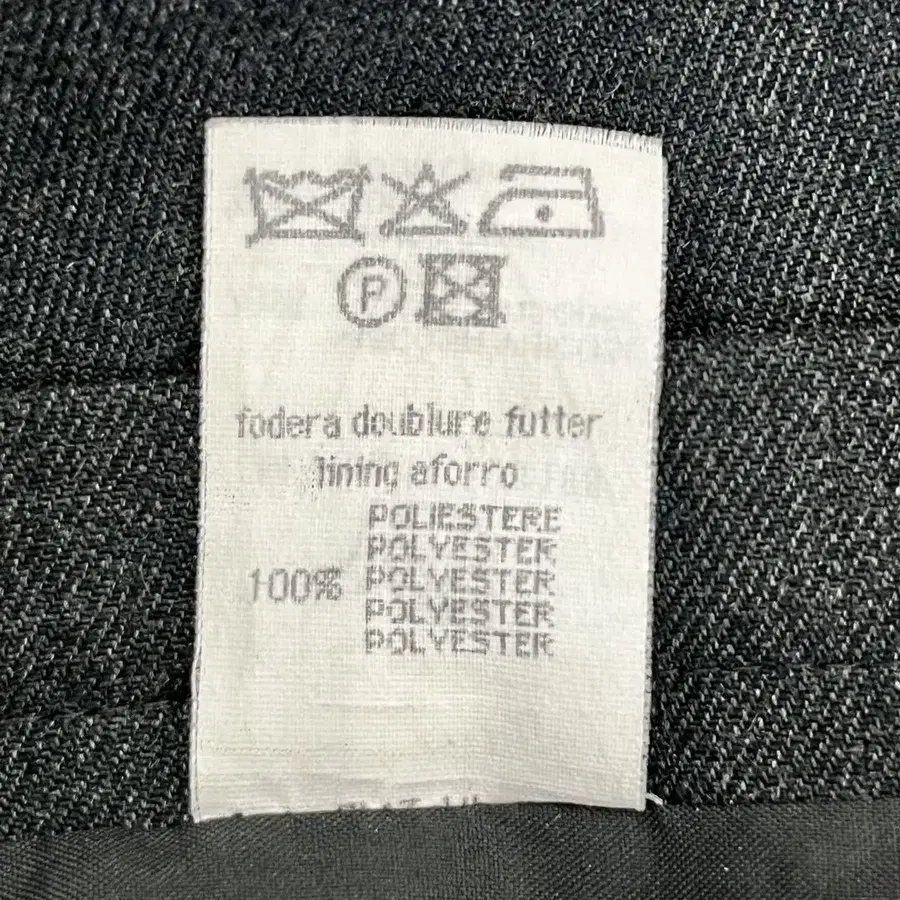 P
fodera doublure futter
lining aforro
POLIESTERE
POLYESTER
100% POLYESTER
POLYESTER
POLYESTER